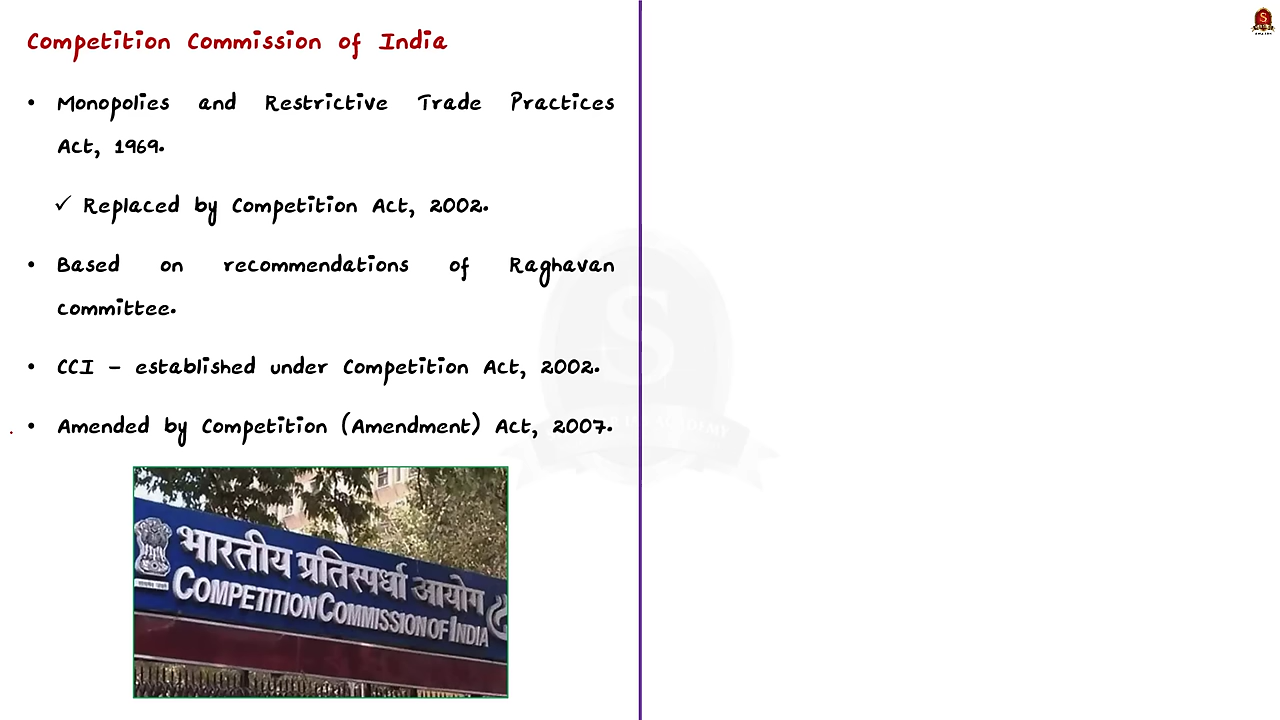 Competition Commission of India
• Monopolies and Restrictive Trade Practices
Act, 1969.
✓ Replaced by Competition Act, 2002.
• Based on recommendations of Raghavan
committee.
• CCI – established under Competition Act, 2002.
• Amended by Competition (Amendment) Act, 2007.
भारतीय प्रतिस्पर्धा आयोग
COMPETITION COMMISSION OF INDIA